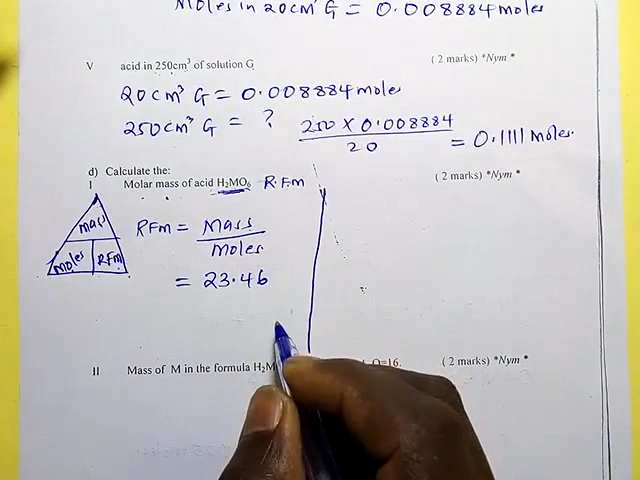 Moles in 20cm³ G = 0.008884 moles
V acid in 250cm³ of solution G (2 marks) *Nym*
20cm³ G = 0.008884 moles
250cm³ G = ? 250 x 0.008884 / 20 = 0.1111 moles.
d) Calculate the:
I Molar mass of acid H2MO6 R.F.m (2 marks) *Nym*
mass
moles RFm
RFm = Mass / Moles
= 23.46
II Mass of M in the formula H2M O=16. (2 marks) *Nym*